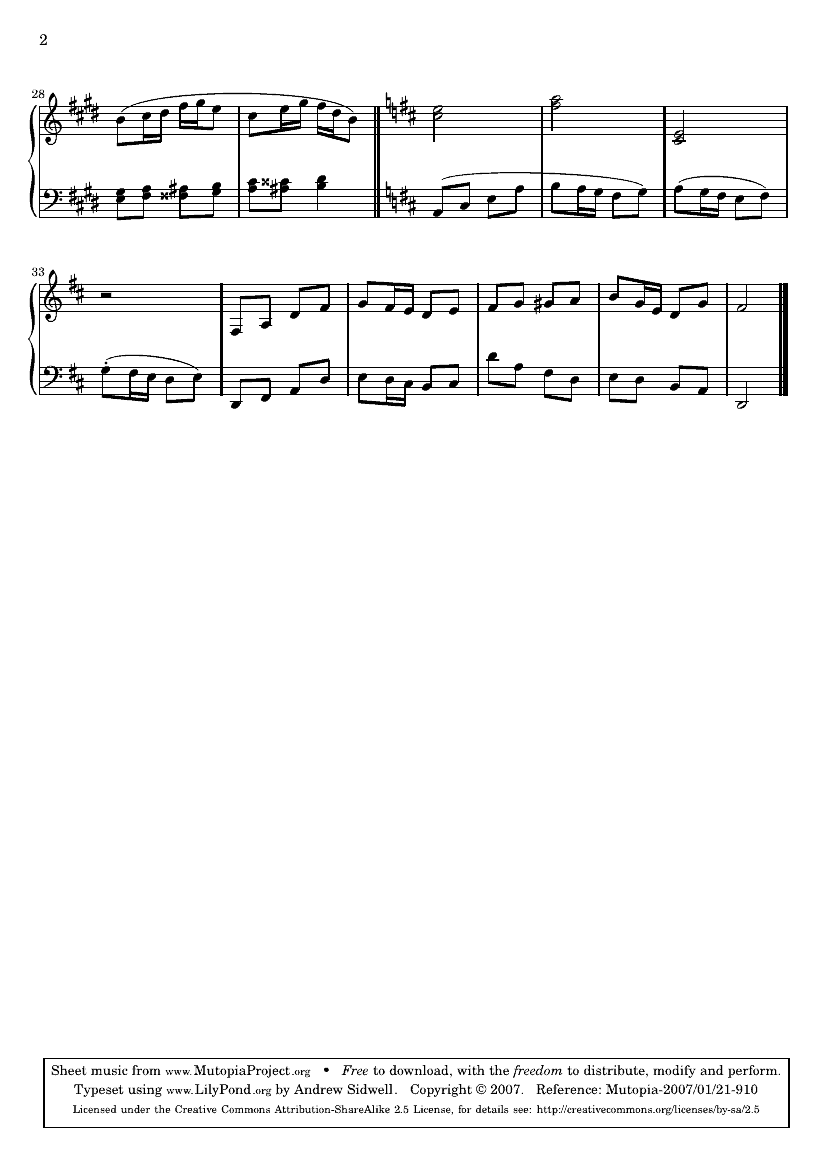 2
28
33
Sheet music from www.MutopiaProject.org • Free to download, with the freedom to distribute, modify and perform.
Typeset using www.LilyPond.org by Andrew Sidwell. Copyright © 2007. Reference: Mutopia-2007/01/21-910
Licensed under the Creative Commons Attribution-ShareAlike 2.5 License, for details see: http://creativecommons.org/licenses/by-sa/2.5